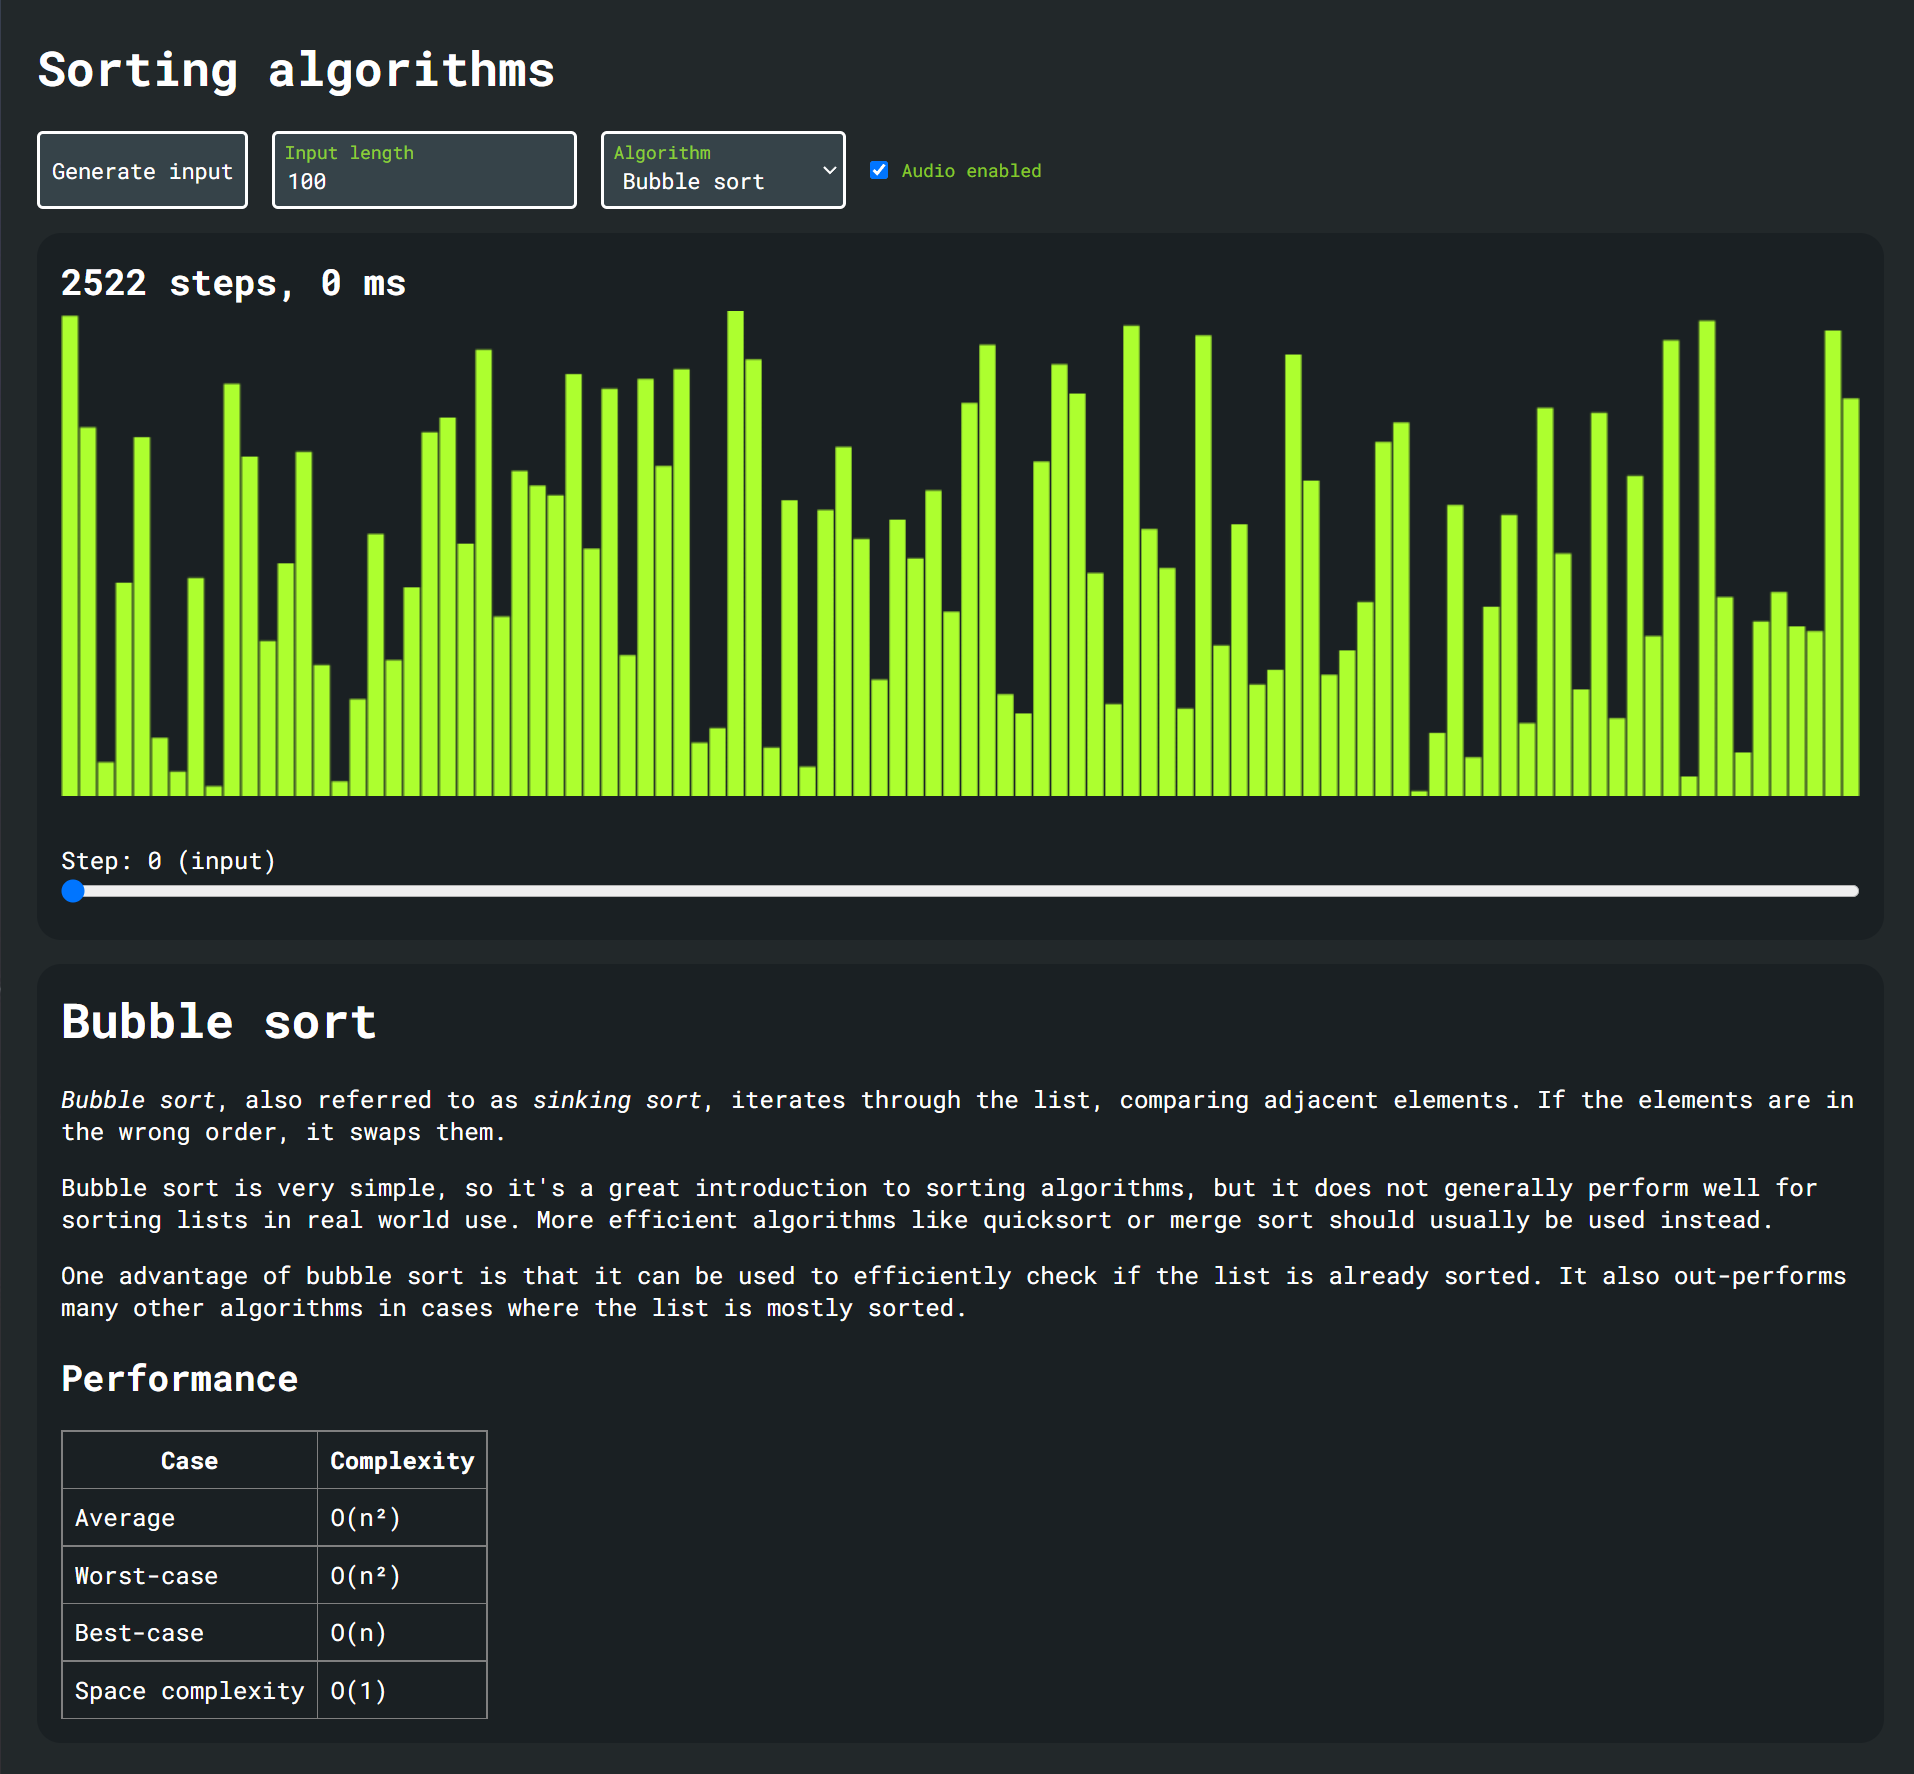 Sorting algorithms
Generate input
Input length
100
Algorithm
Bubble sort
Audio enabled
2522 steps, 0 ms
Step: 0 (input)
Bubble sort
Bubble sort, also referred to as sinking sort, iterates through the list, comparing adjacent elements. If the elements are in
the wrong order, it swaps them.
Bubble sort is very simple, so it's a great introduction to sorting algorithms, but it does not generally perform well for
sorting lists in real world use. More efficient algorithms like quicksort or merge sort should usually be used instead.
One advantage of bubble sort is that it can be used to efficiently check if the list is already sorted. It also out-performs
many other algorithms in cases where the list is mostly sorted.
Performance
Case Complexity
Average O(n²)
Worst-case O(n²)
Best-case O(n)
Space complexity O(1)